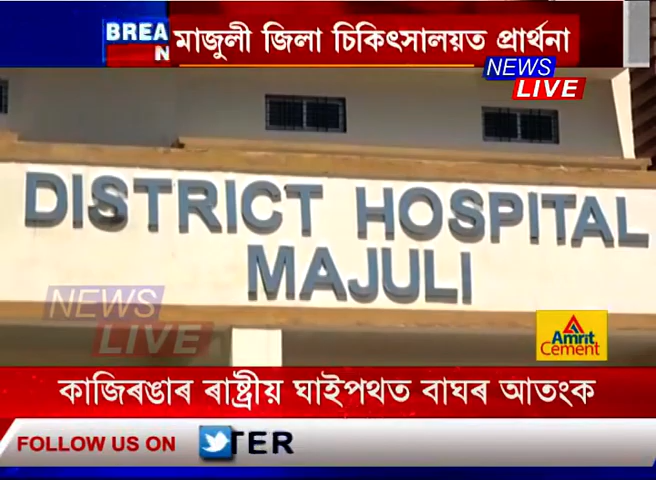 BREA
N
মাজুলী জিলা চিকিৎসালয়ত প্ৰাৰ্থনা
NEWS
LIVE
DISTRICT HOSPITAL
MAJULI
NEWS
LIVE
Amrit
Cement
কাজিৰঙাৰ ৰাষ্ট্ৰীয় ঘাইপথত বাঘৰ আতংক
FOLLOW US ON
TER